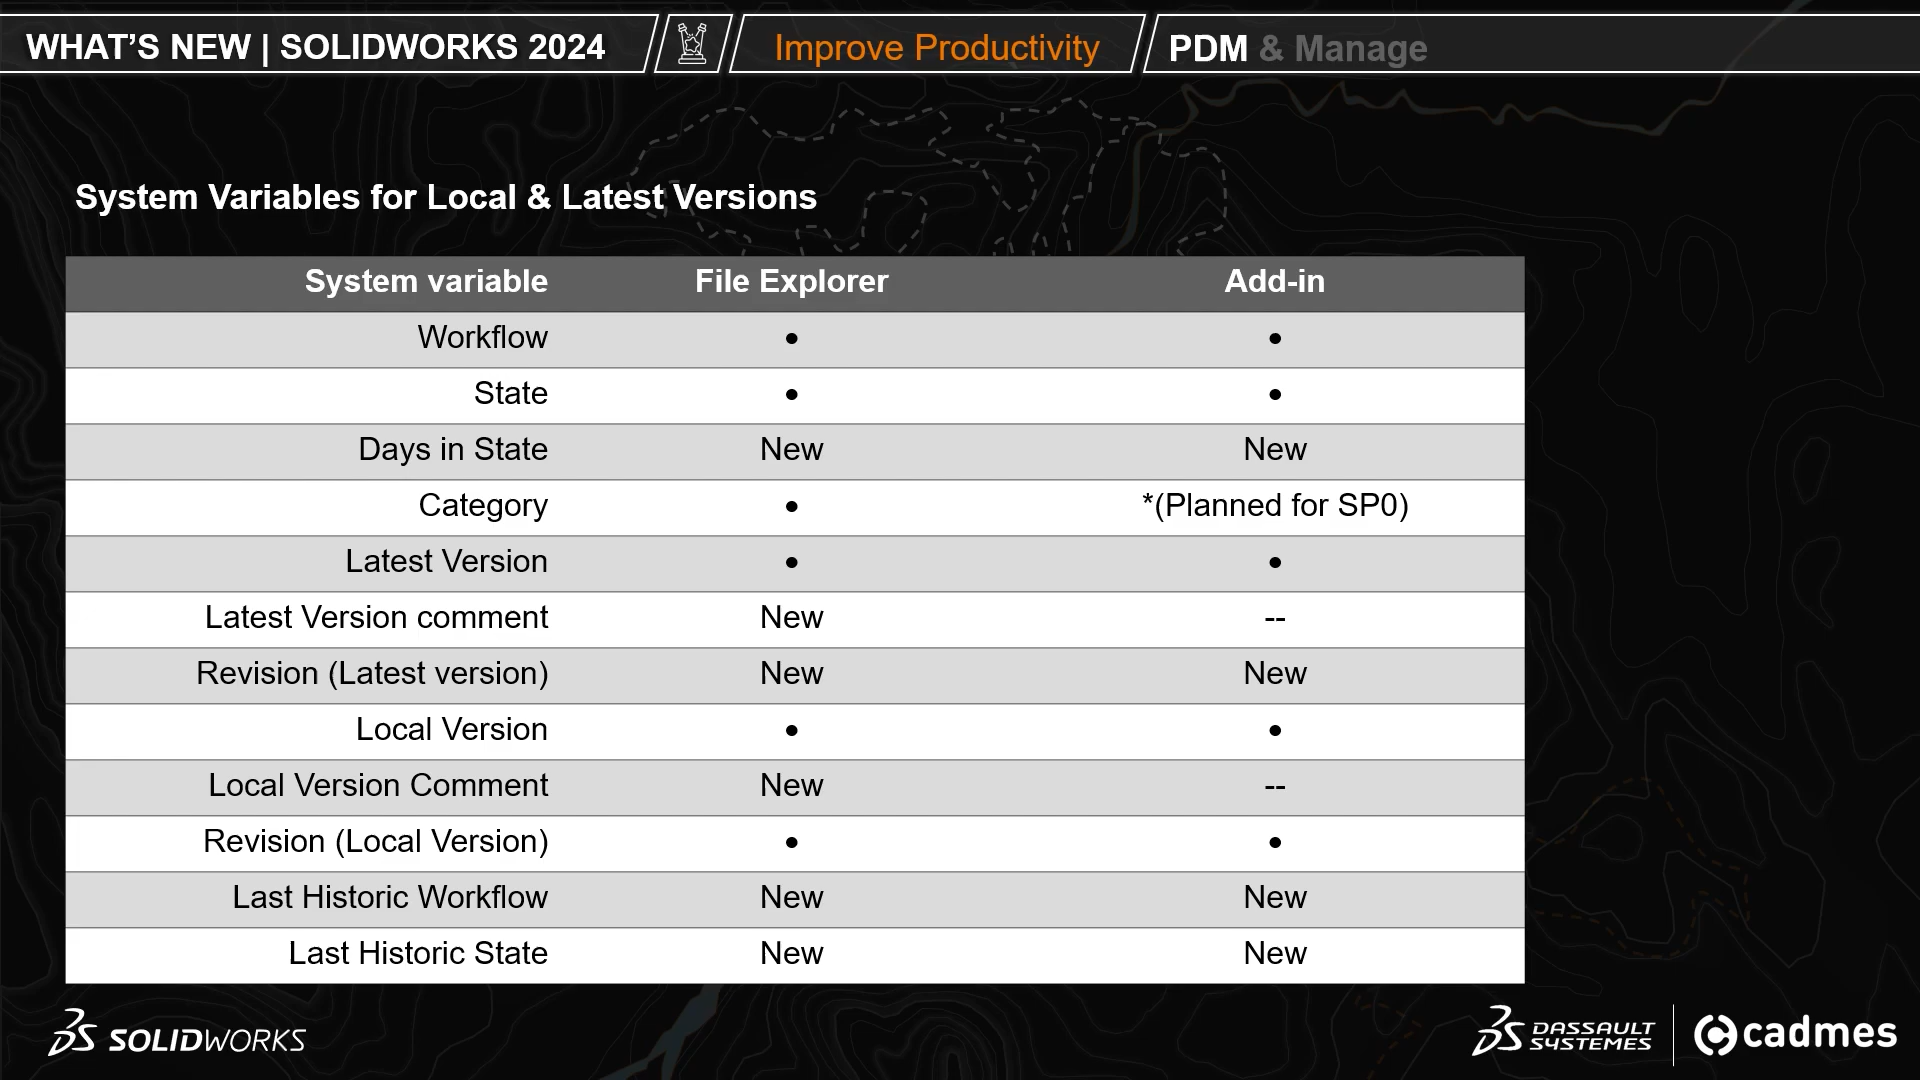 WHAT’S NEW | SOLIDWORKS 2024
Improve Productivity
PDM & Manage
System Variables for Local & Latest Versions
System variable File Explorer Add-in
Workflow • •
State • •
Days in State New New
Category • *(Planned for SP0)
Latest Version • •
Latest Version comment New --
Revision (Latest version) New New
Local Version • •
Local Version Comment New --
Revision (Local Version) • •
Last Historic Workflow New New
Last Historic State New New
SOLIDWORKS
DASSAULT
SYSTEMES
cadmes